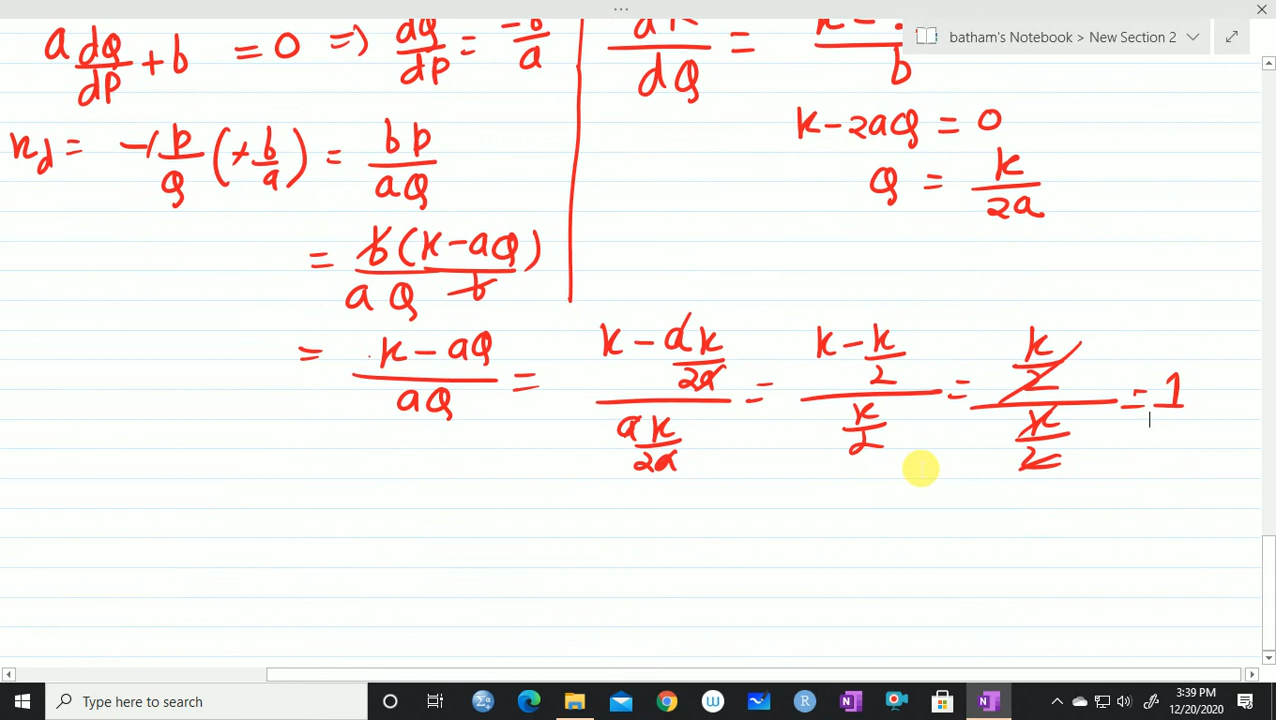 batham's Notebook > New Section 2
a dQ/dP + b = 0 => dQ/dP = -b/a
dR/dQ =
b
k - 2aQ = 0
Q = k/2a
nd = -P/Q (+b/a) = bp/aQ
= b(k-aQ)/aQ b
= k - aQ/aQ = k - ak/2a/ak/2a = k - k/2/k/2 = k/2/k/2 = 1
Type here to search
3:39 PM
12/20/2020